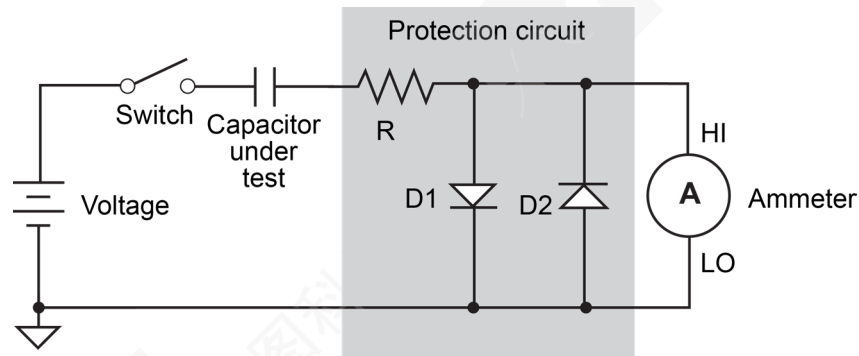 Protection circuit
Switch
Capacitor
under
test
R
HI
Voltage
D1
D2
A
Ammeter
LO